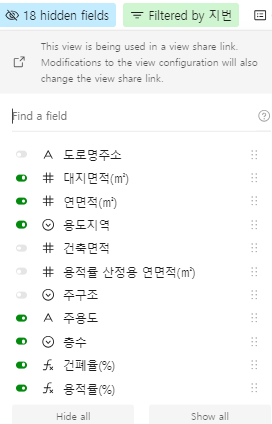 18 hidden fields
Filtered by 지번
This view is being used in a view share link.
Modifications to the view configuration will also
change the view share link.
Find a field
도로명주소
대지면적(㎡)
연면적(㎡)
용도지역
건축면적
용적률 산정용 연면적(㎡)
주구조
주용도
층수
건폐율(%)
용적률(%)
Hide all
Show all